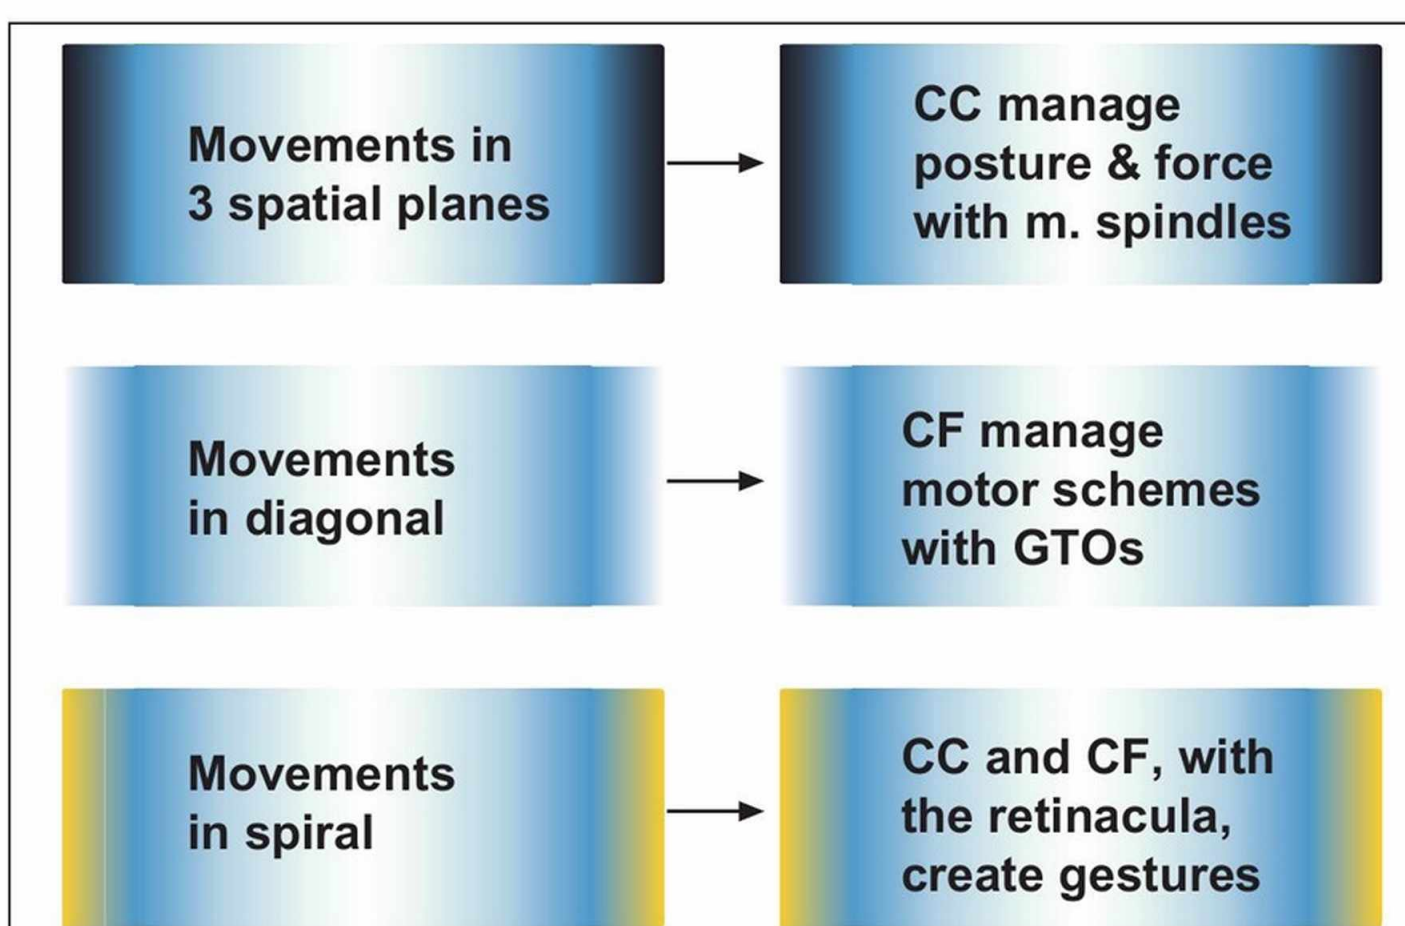 Movements in
3 spatial planes
CC manage
posture & force
with m. spindles
Movements
in diagonal
CF manage
motor schemes
with GTOs
Movements
in spiral
CC and CF, with
the retinacula,
create gestures